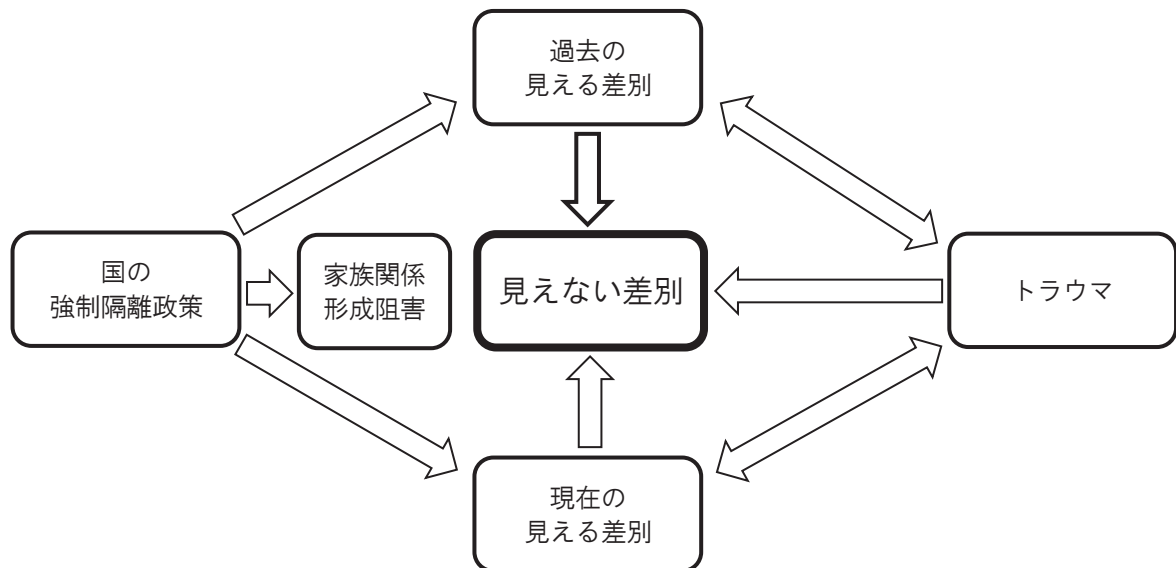 過去の
見える差別
国の
強制隔離政策
家族関係
形成阻害
見えない差別
トラウマ
現在の
見える差別